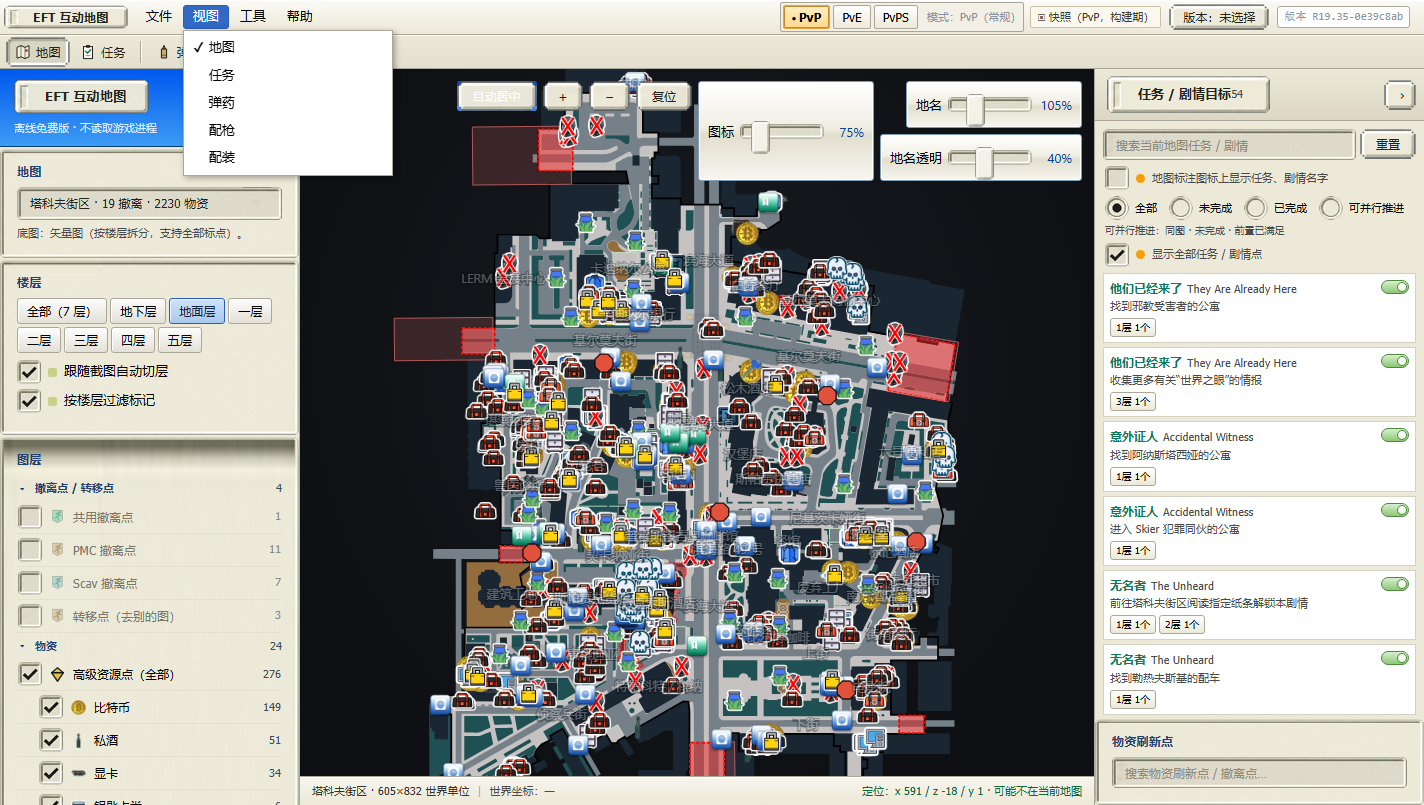 EFT 互动地图
文件
视图
工具
帮助
• PvP
PvE
PvPS
模式：PvP（常规）
快照（PvP，构建期）
版本：未选择
版本 R19.35-0e39c8ab
地图
任务
✓ 地图
任务
弹药
配枪
配装
EFT 互动地图
离线免费版 · 不读取游戏进程
地图
塔科夫街区 · 19 撤离 · 2230 物资
底图：矢量图（按楼层拆分，支持全部标点）。
楼层
全部（7 层）
地下层
地面层
一层
二层
三层
四层
五层
跟随截图自动切层
按楼层过滤标记
图层
撤离点 / 转移点 4
共用撤离点 1
PMC 撤离点 11
Scav 撤离点 7
转移点（去别的图） 3
物资 24
高级资源点（全部） 276
比特币 149
私酒 51
显卡 34
自动居中
+
−
复位
图标 75%
地名 105%
地名透明 40%
基尔莫夫街
基尔莫夫街
下街
塔科夫街区 · 605×832 世界单位 | 世界坐标：—
定位：x 591 / z -18 / y 1 · 可能不在当前地图
任务 / 剧情目标54
›
搜索当前地图任务 / 剧情
重置
地图标注图标上显示任务、剧情名字
全部
未完成
已完成
可并行推进
可并行推进：同图 · 未完成 · 前置已满足
显示全部任务 / 剧情点
他们已经来了 They Are Already Here
找到邪教受害者的公寓
1层 1个
他们已经来了 They Are Already Here
收集更多有关“世界之眼”的情报
3层 1个
意外证人 Accidental Witness
找到阿纳斯塔西娅的公寓
1层 1个
意外证人 Accidental Witness
进入 Skier 犯罪同伙的公寓
1层 1个
无名者 The Unheard
前往塔科夫街区阅读指定纸条解锁本剧情
1层 1个
2层 1个
无名者 The Unheard
找到勒热夫斯基的配车
1层 1个
物资刷新点
搜索物资刷新点 / 撤离点...